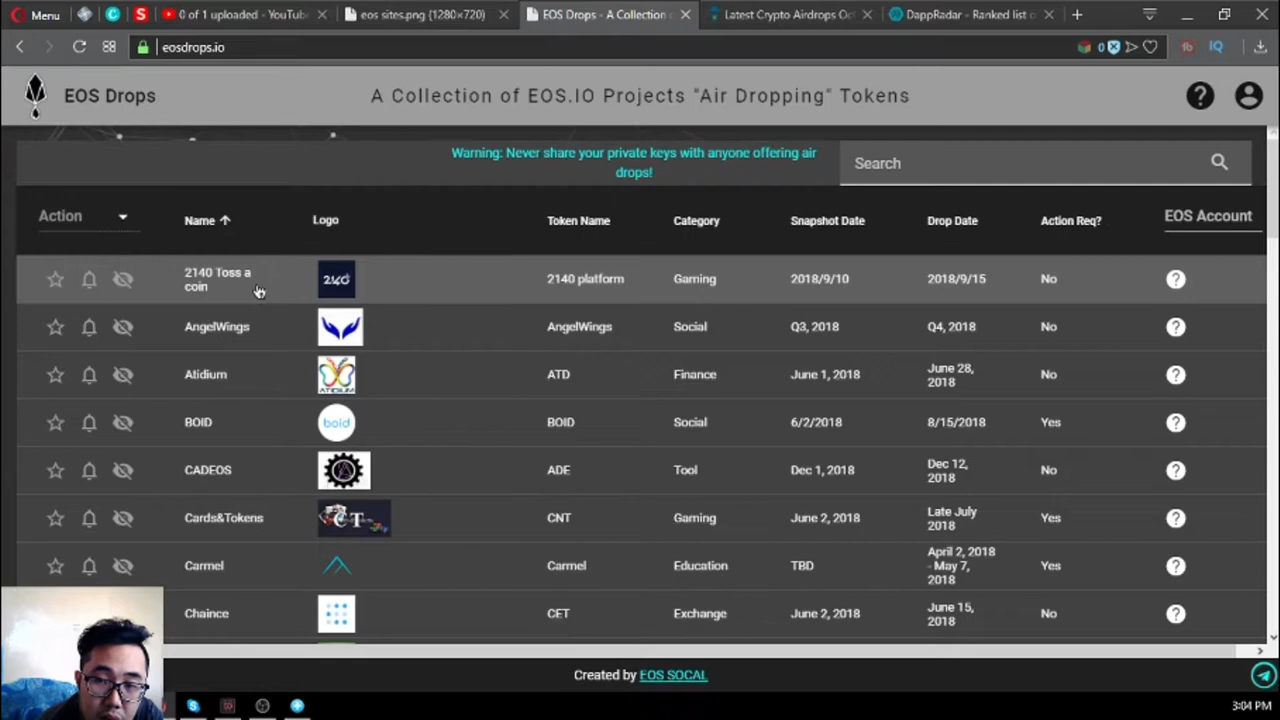 Menu
0 of 1 uploaded - YouTube
eos sites.png (1280×720)
EOS Drops - A Collection o
Latest Crypto Airdrops Oct
DappRadar - Ranked list o
eosdrops.io
0
IQ
EOS Drops
A Collection of EOS.IO Projects "Air Dropping" Tokens
Warning: Never share your private keys with anyone offering air
drops!
Search
Action
Name
Logo
Token Name
Category
Snapshot Date
Drop Date
Action Req?
EOS Account
2140 Toss a
coin
2140
2140 platform
Gaming
2018/9/10
2018/9/15
No
AngelWings
AngelWings
Social
Q3, 2018
Q4, 2018
No
Atidium
ATIDIUM
ATD
Finance
June 1, 2018
June 28,
2018
No
BOID
boid
BOID
Social
6/2/2018
8/15/2018
Yes
CADEOS
ADE
Tool
Dec 1, 2018
Dec 12,
2018
No
Cards&Tokens
CT
CNT
Gaming
June 2, 2018
Late July
2018
Yes
Carmel
Carmel
Education
TBD
April 2, 2018
- May 7,
2018
Yes
Chaince
CET
Exchange
June 2, 2018
June 15,
2018
No
Created by EOS SOCAL
3:04 PM